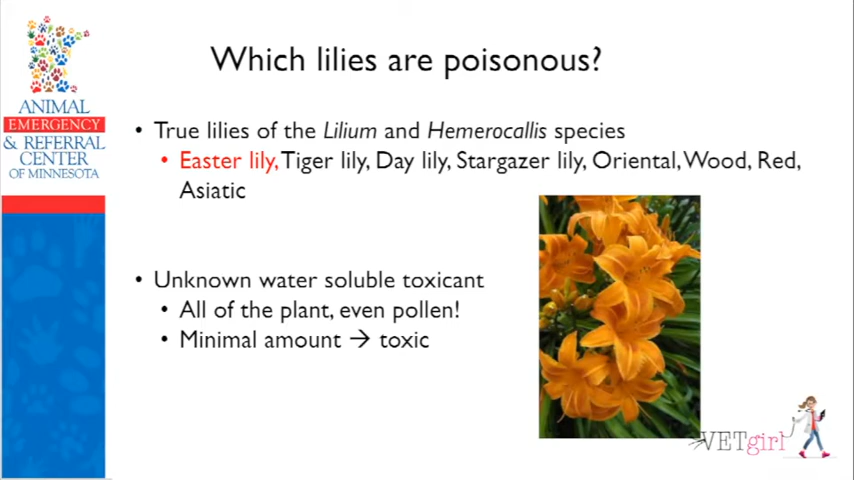 Which lilies are poisonous?
ANIMAL
EMERGENCY
& REFERRAL
CENTER
OF MINNESOTA
• True lilies of the Lilium and Hemerocallis species
• Easter lily, Tiger lily, Day lily, Stargazer lily, Oriental, Wood, Red,
Asiatic
• Unknown water soluble toxicant
• All of the plant, even pollen!
• Minimal amount → toxic
VETgirl